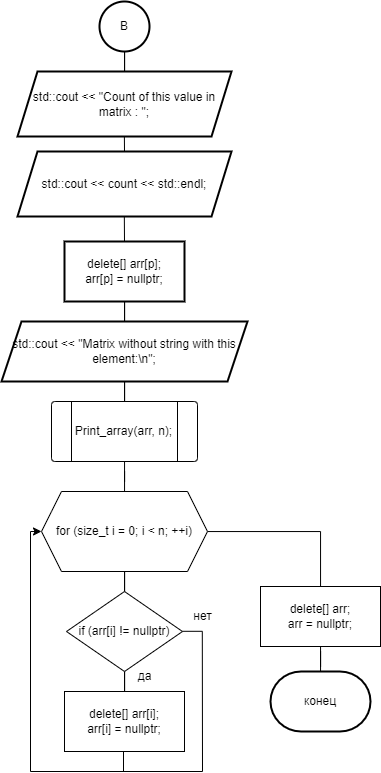 B
std::cout << "Count of this value in
matrix : ";
std::cout << count << std::endl;
delete[] arr[p];
arr[p] = nullptr;
std::cout << "Matrix without string with this
element:\n";
Print_array(arr, n);
for (size_t i = 0; i < n; ++i)
if (arr[i] != nullptr)
нет
да
delete[] arr[i];
arr[i] = nullptr;
delete[] arr;
arr = nullptr;
конец